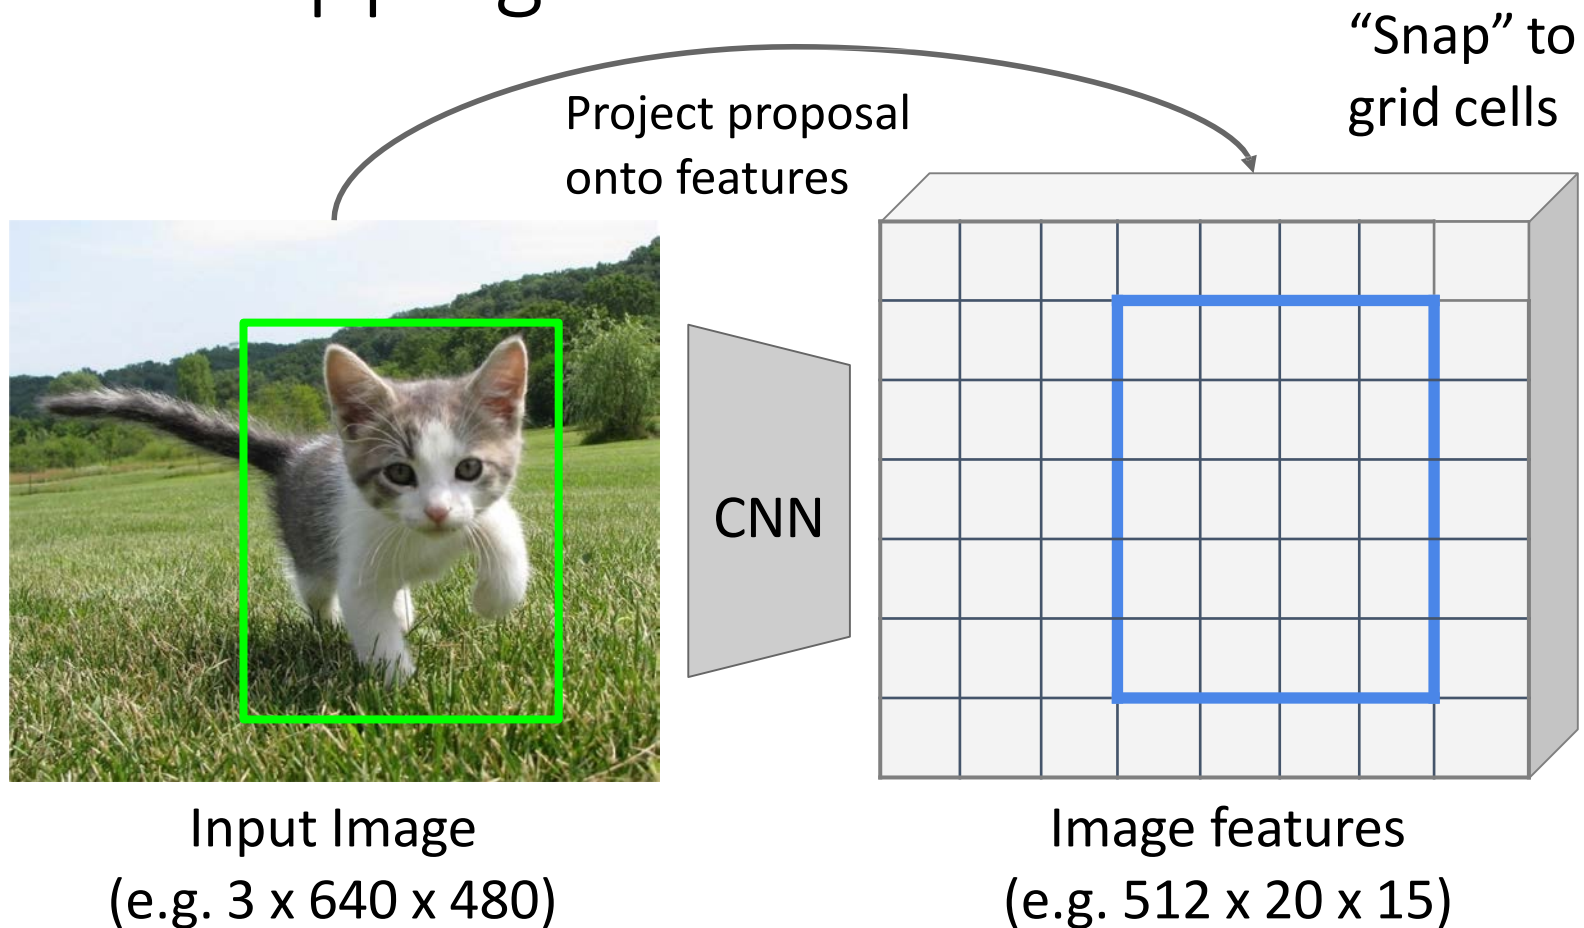 “Snap” to
grid cells
Project proposal
onto features
CNN
Input Image
(e.g. 3 x 640 x 480)
Image features
(e.g. 512 x 20 x 15)